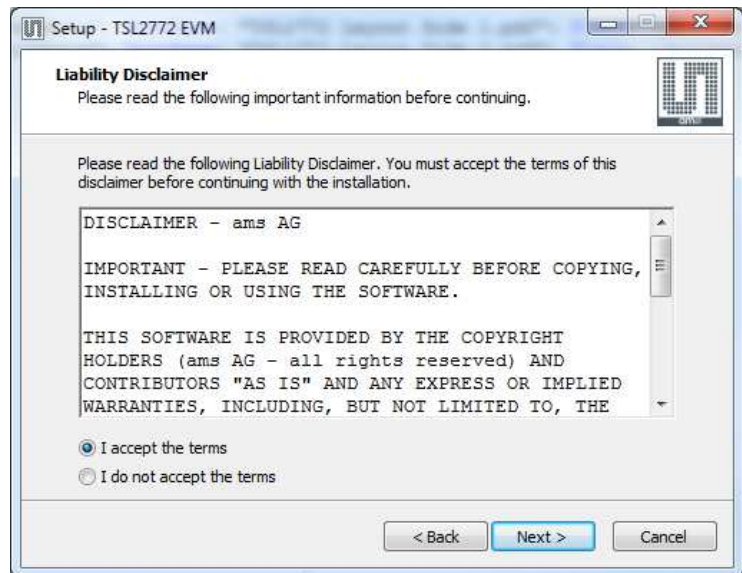 Setup - TSL2772 EVM
Liability Disclaimer
Please read the following important information before continuing.
am
Please read the following Liability Disclaimer. You must accept the terms of this
disclaimer before continuing with the installation.
DISCLAIMER - ams AG
IMPORTANT - PLEASE READ CAREFULLY BEFORE COPYING,
INSTALLING OR USING THE SOFTWARE.
THIS SOFTWARE IS PROVIDED BY THE COPYRIGHT
HOLDERS (ams AG - all rights reserved) AND
CONTRIBUTORS "AS IS" AND ANY EXPRESS OR IMPLIED
WARRANTIES, INCLUDING, BUT NOT LIMITED TO, THE
I accept the terms
I do not accept the terms
< Back
Next >
Cancel